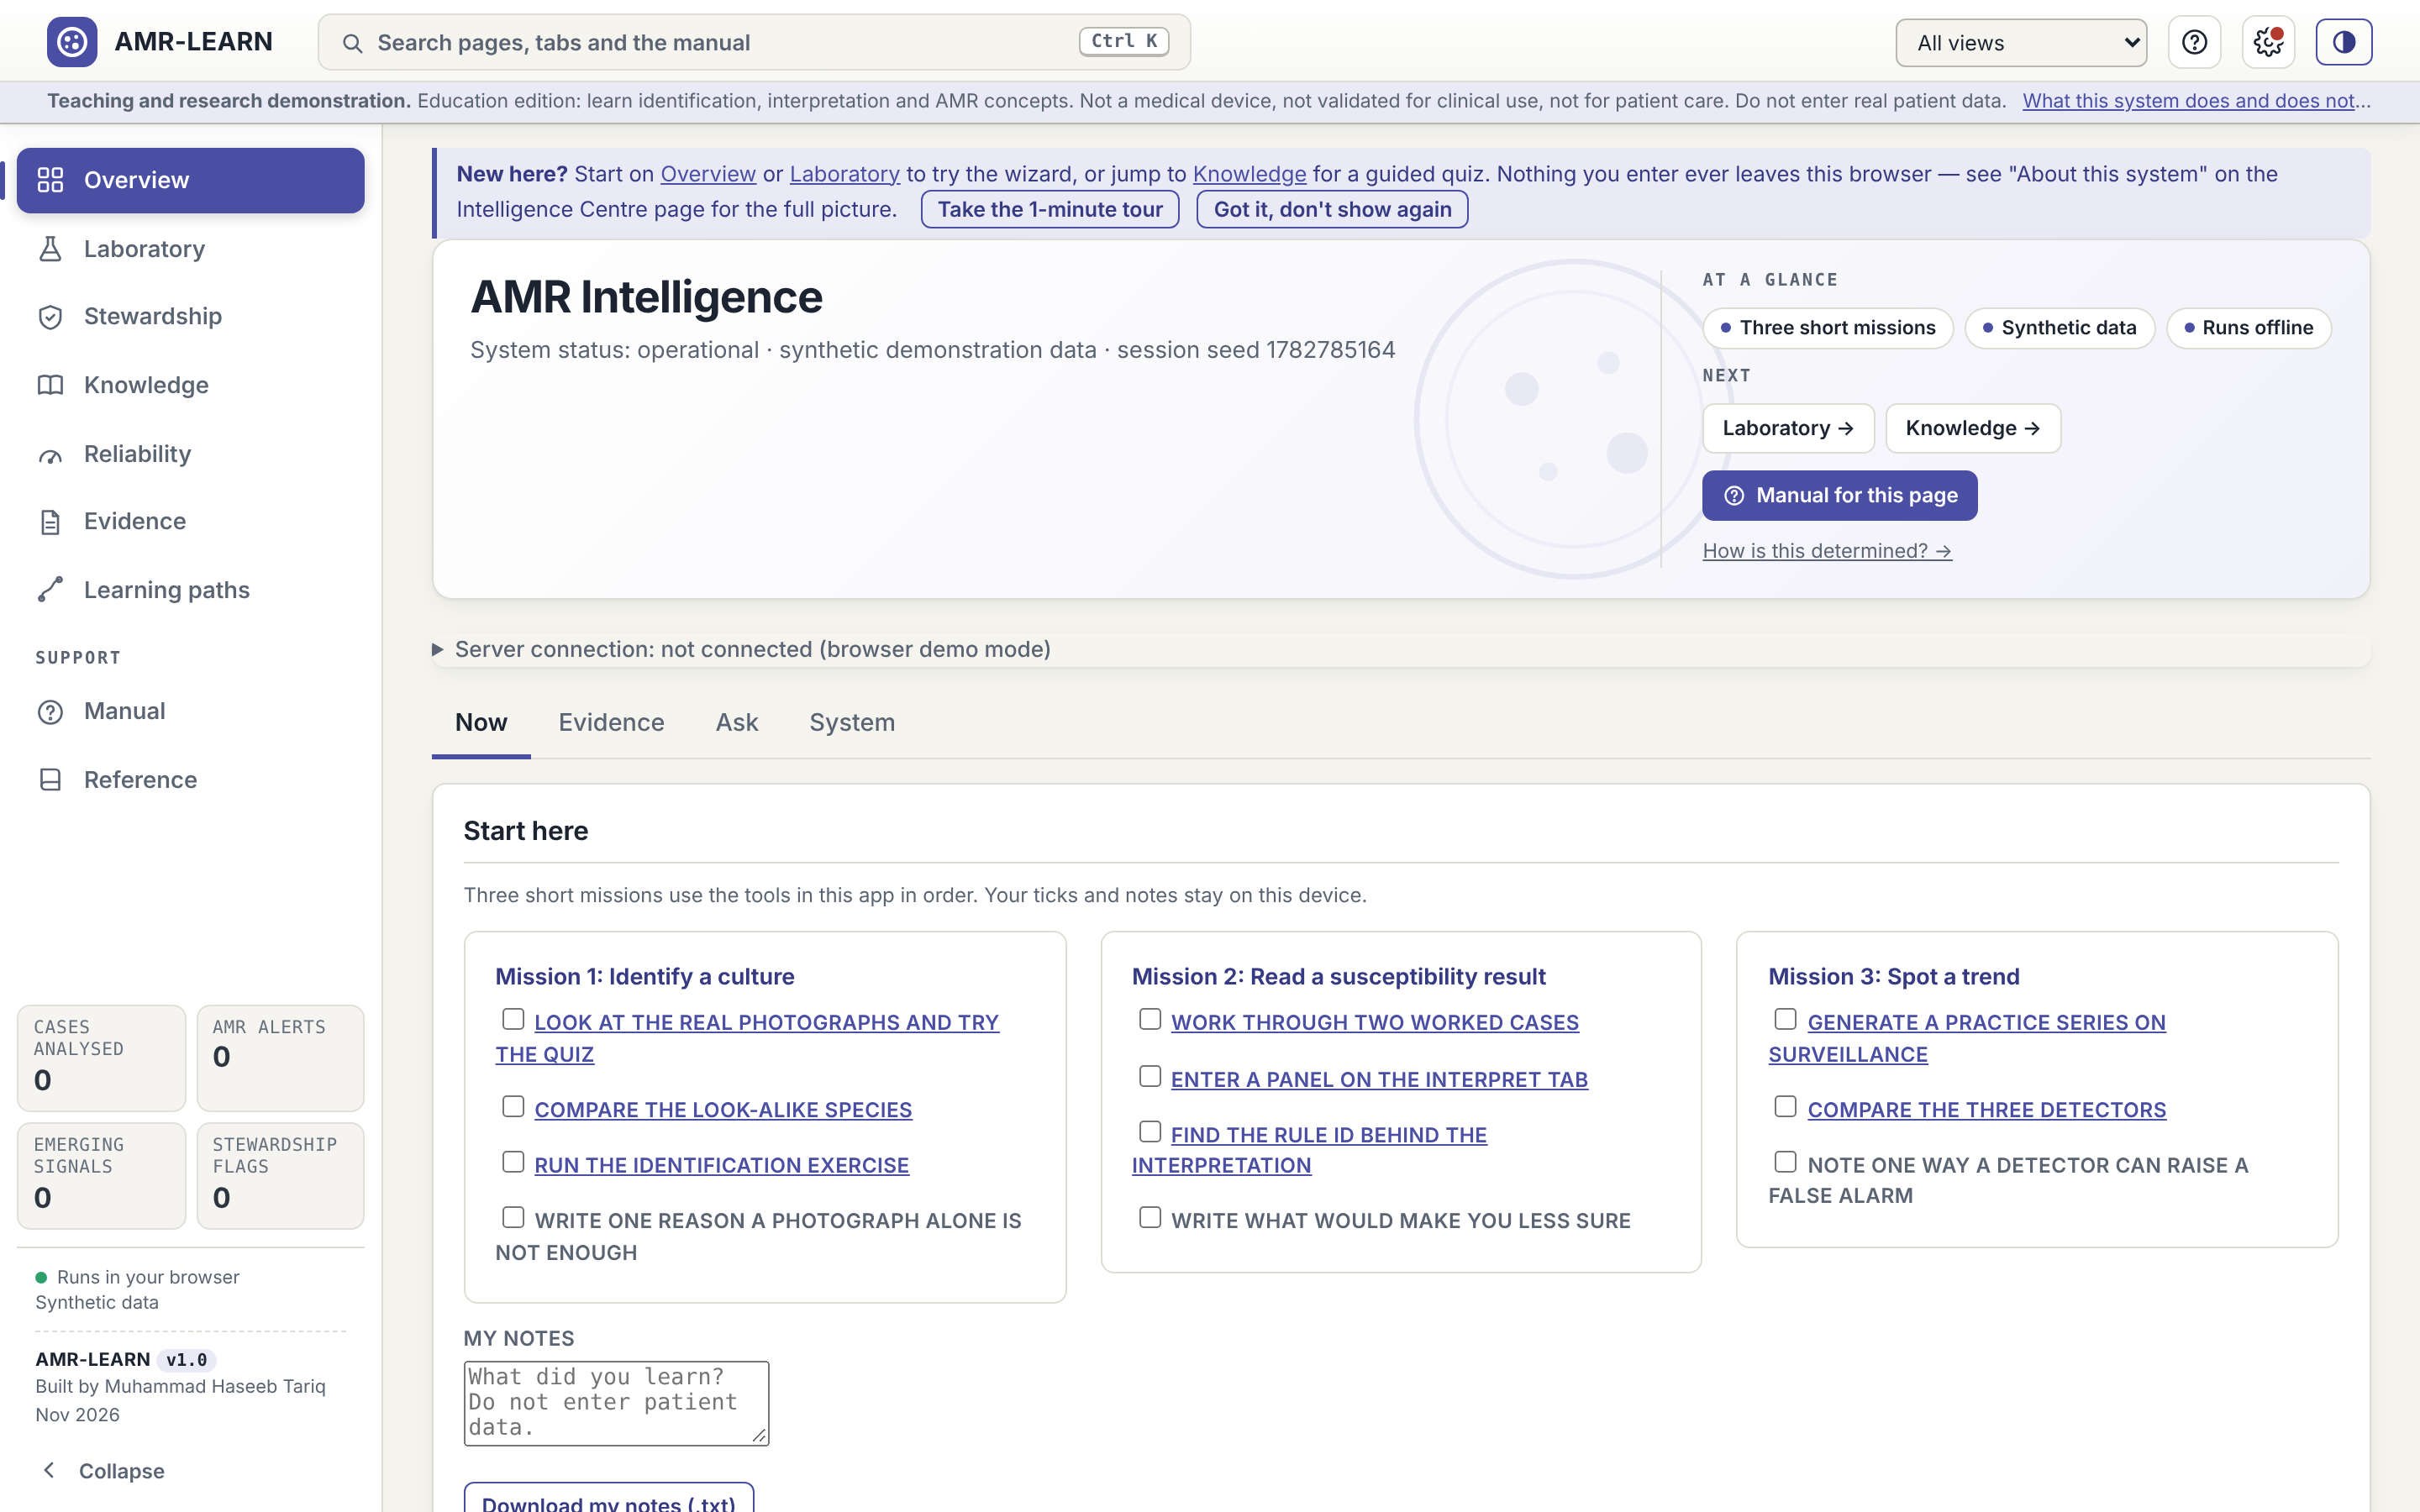 AMR-LEARN
Search pages, tabs and the manual
Ctrl K
All views
Teaching and research demonstration. Education edition: learn identification, interpretation and AMR concepts. Not a medical device, not validated for clinical use, not for patient care. Do not enter real patient data. What this system does and does not...
Overview
Laboratory
Stewardship
Knowledge
Reliability
Evidence
Learning paths
SUPPORT
Manual
Reference
CASES
ANALYSED
0
AMR ALERTS
0
EMERGING
SIGNALS
0
STEWARDSHIP
FLAGS
0
Runs in your browser
Synthetic data
AMR-LEARN v1.0
Built by Muhammad Haseeb Tariq
Nov 2026
Collapse
New here? Start on Overview or Laboratory to try the wizard, or jump to Knowledge for a guided quiz. Nothing you enter ever leaves this browser — see "About this system" on the
Intelligence Centre page for the full picture. Take the 1-minute tour Got it, don't show again
AMR Intelligence
System status: operational · synthetic demonstration data · session seed 1782785164
AT A GLANCE
Three short missions Synthetic data Runs offline
NEXT
Laboratory → Knowledge →
Manual for this page
How is this determined? →
Server connection: not connected (browser demo mode)
Now Evidence Ask System
Start here
Three short missions use the tools in this app in order. Your ticks and notes stay on this device.
Mission 1: Identify a culture
LOOK AT THE REAL PHOTOGRAPHS AND TRY
THE QUIZ
COMPARE THE LOOK-ALIKE SPECIES
RUN THE IDENTIFICATION EXERCISE
WRITE ONE REASON A PHOTOGRAPH ALONE IS
NOT ENOUGH
Mission 2: Read a susceptibility result
WORK THROUGH TWO WORKED CASES
ENTER A PANEL ON THE INTERPRET TAB
FIND THE RULE ID BEHIND THE
INTERPRETATION
WRITE WHAT WOULD MAKE YOU LESS SURE
Mission 3: Spot a trend
GENERATE A PRACTICE SERIES ON
SURVEILLANCE
COMPARE THE THREE DETECTORS
NOTE ONE WAY A DETECTOR CAN RAISE A
FALSE ALARM
MY NOTES
What did you learn?
Do not enter patient
data.
Download my notes (.txt)